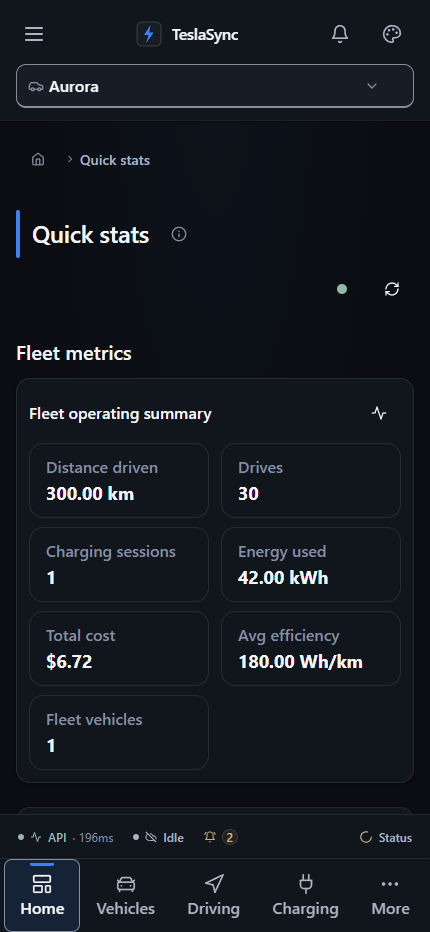 TeslaSync
Aurora
Quick stats
Quick stats
Fleet metrics
Fleet operating summary
Distance driven
300.00 km
Drives
30
Charging sessions
1
Energy used
42.00 kWh
Total cost
$6.72
Avg efficiency
180.00 Wh/km
Fleet vehicles
1
API · 196ms
Idle
2
Status
Home
Vehicles
Driving
Charging
More